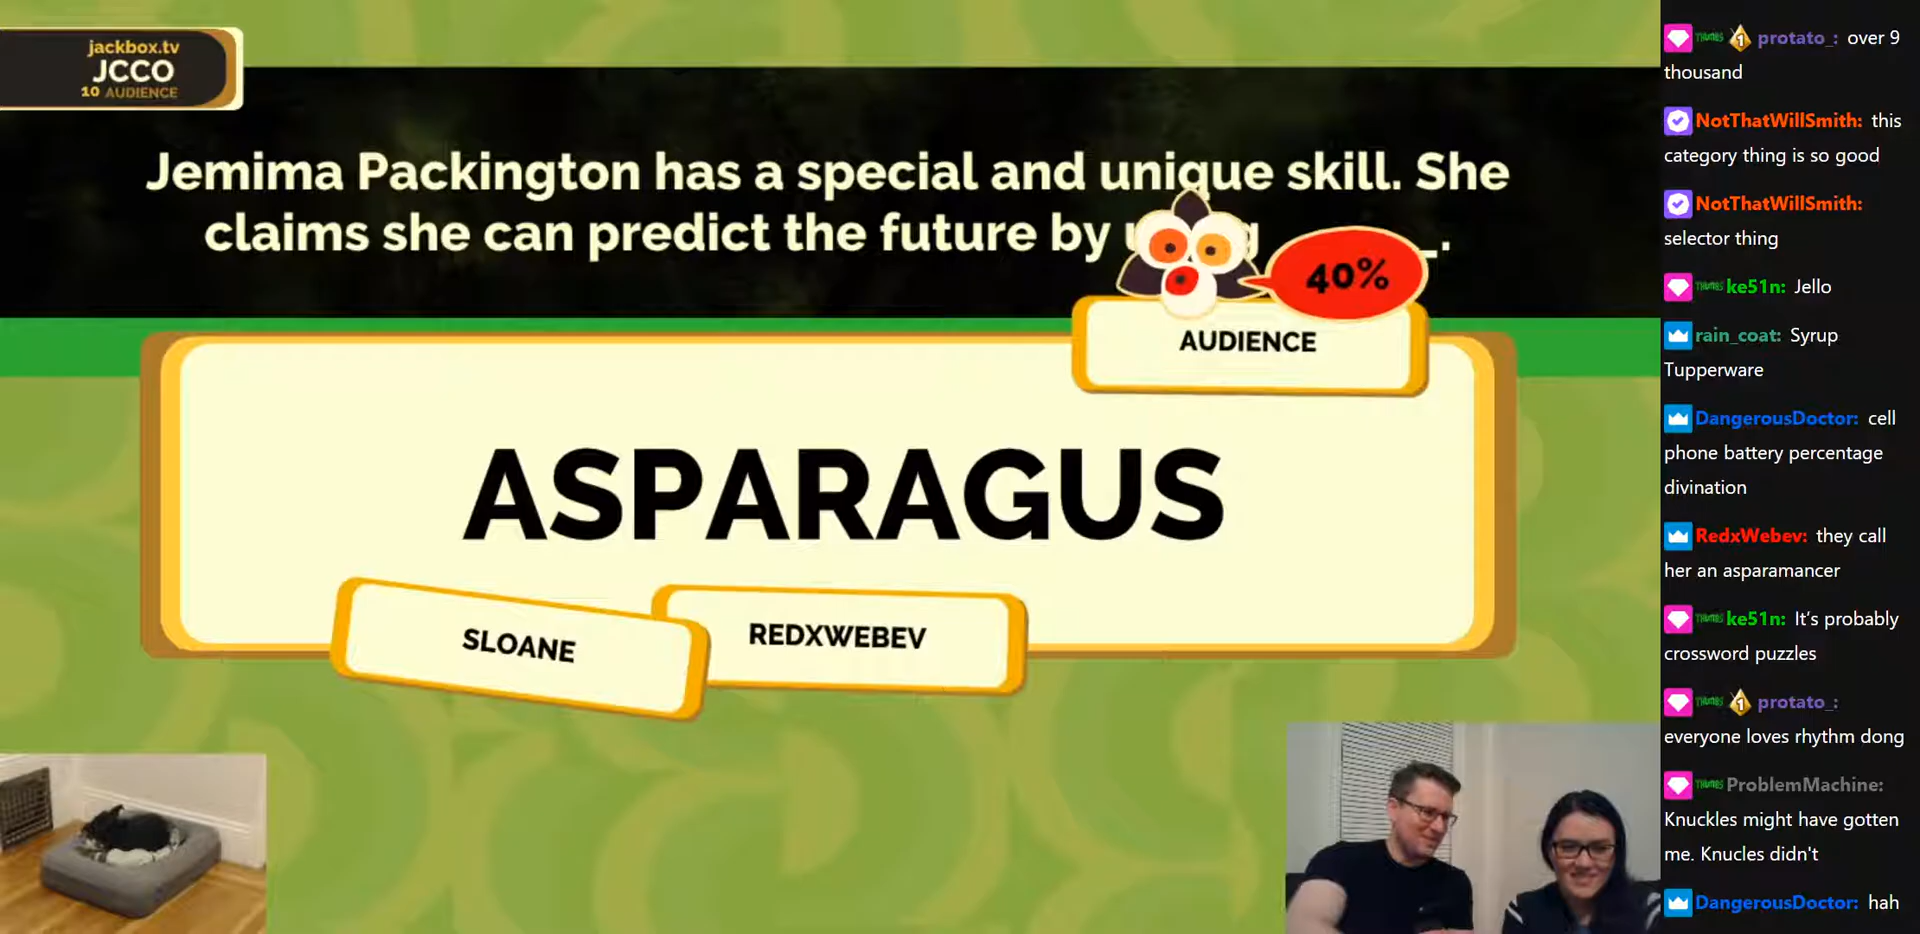 jackbox.tv
JCCO
10 AUDIENCE
Jemima Packington has a special and unique skill. She
claims she can predict the future by
40%
AUDIENCE
ASPARAGUS
SLOANE
REDXWEBEV
protato_: over 9
thousand
NotThatWillSmith: this
category thing is so good
NotThatWillSmith:
selector thing
ke51n: Jello
rain_coat: Syrup
Tupperware
DangerousDoctor: cell
phone battery percentage
divination
RedxWebev: they call
her an asparamancer
ke51n: It's probably
crossword puzzles
protato_:
everyone loves rhythm dong
ProblemMachine:
Knuckles might have gotten
me. Knucles didn't
DangerousDoctor: hah